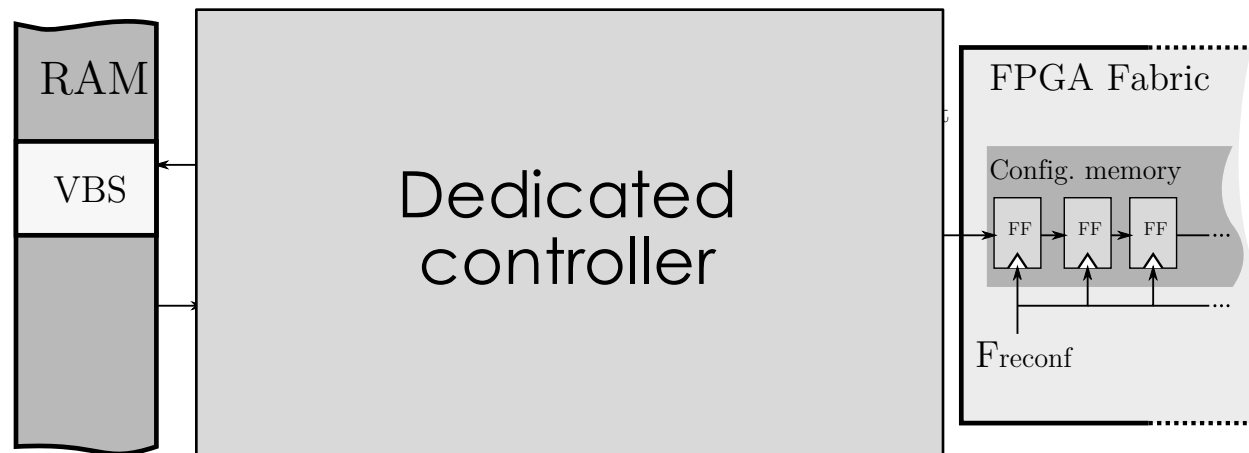 RAM
VBS
Dedicated
controller
FPGA Fabric
Config. memory
FF FF FF ...
...
Freconf